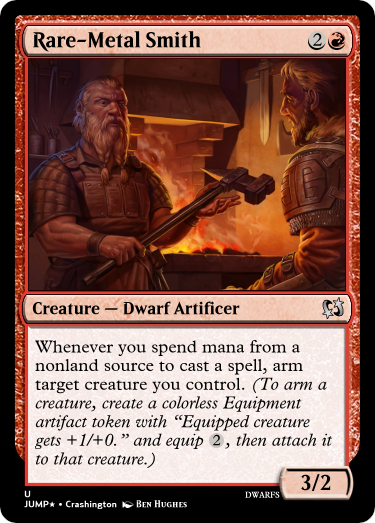 Rare-Metal Smith 2
Creature — Dwarf Artificer
Whenever you spend mana from a
nonland source to cast a spell, arm
target creature you control. (To arm a
creature, create a colorless Equipment
artifact token with “Equipped creature
gets +1/+0.” and equip 2, then attach it
to that creature.)
3/2
U
DWARFS
JUMP★ • Crashington Ben Hughes